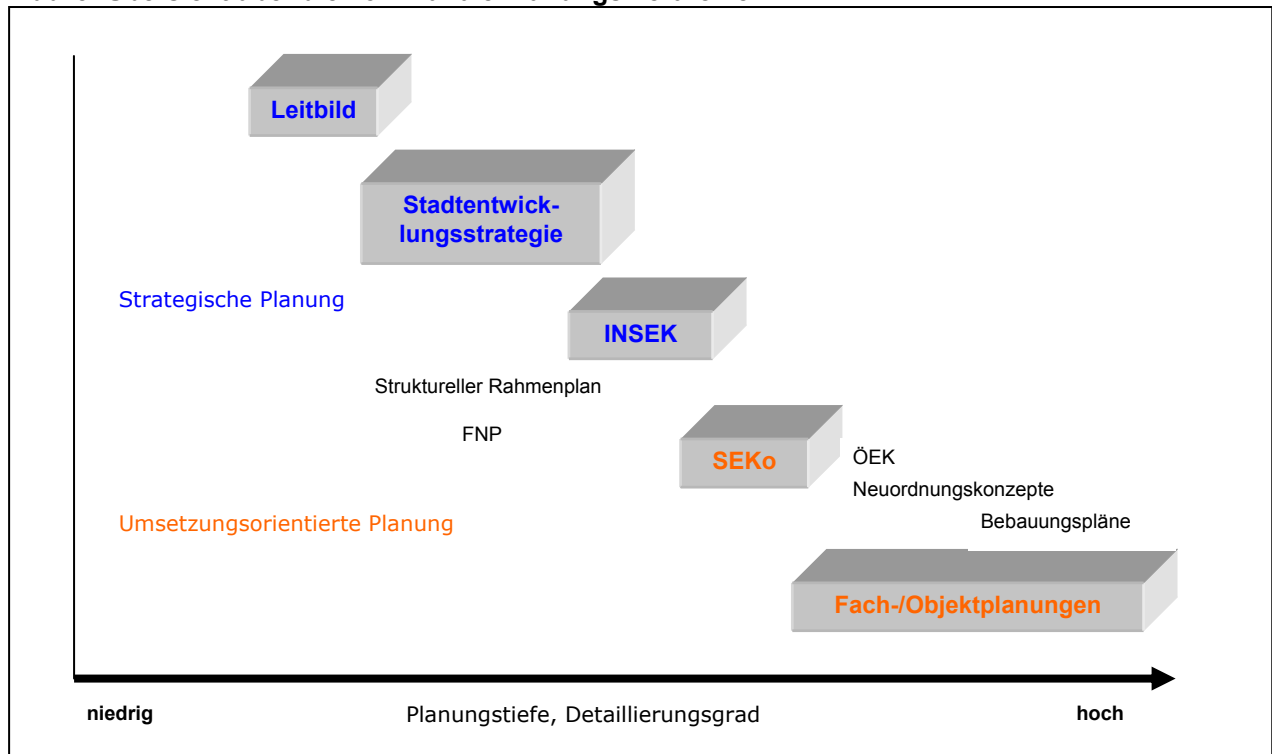 Leitbild
Stadtentwick-
lungsstrategie
Strategische Planung
INSEK
Struktureller Rahmenplan
FNP
SEKo
ÖEK
Neuordnungskonzepte
Umsetzungsorientierte Planung
Bebauungspläne
Fach-/Objektplanungen
niedrig
Planungstiefe, Detaillierungsgrad
hoch